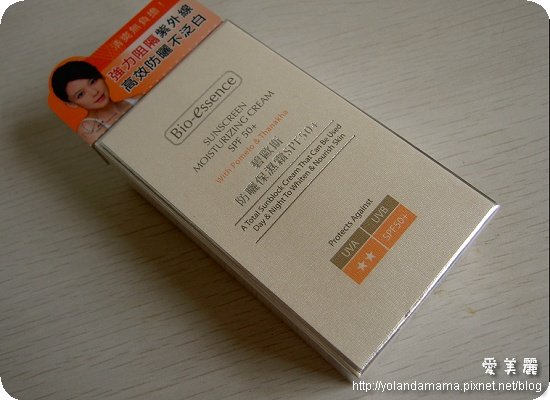 清爽無負擔！
強力阻隔紫外線
高效防曬不泛白
Bio-essence
SUNSCREEN
MOISTURIZING CREAM
SPF 50+
With Pomelo & Thanakha
碧歐斯
防曬保濕霜SPF50+
A Total Sunblock Cream That Can Be Used
Day & Night To Whiten & Nourish Skin
Protects Against
UVA UVB
★★ SPF50+
愛美麗
http://yolandamama.pixnet.net/blog